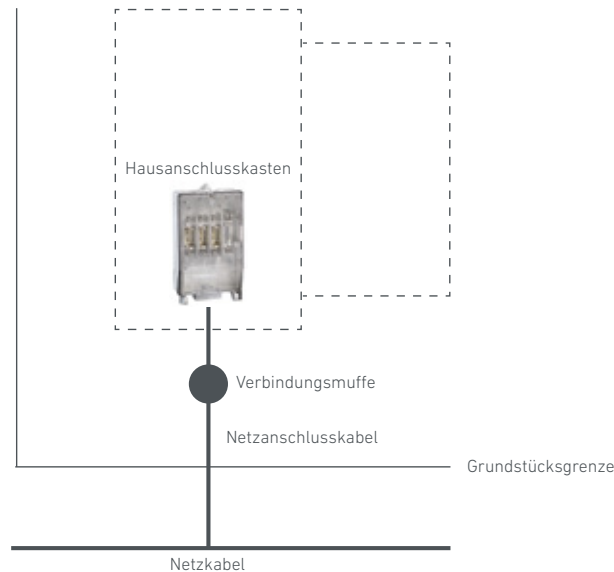 Hausanschlusskasten
Verbindungsmuffe
Netzanschlusskabel
Grundstücksgrenze
Netzkabel